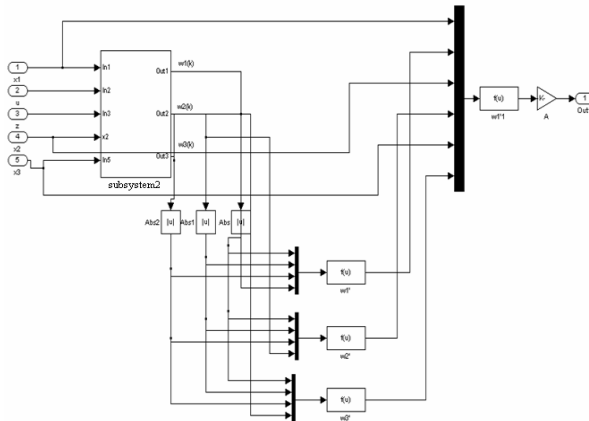 1
x1
2
u
3
z
4
x2
5
x3
In1
In2
In3
x2
In5
Out1
Out2
Out3
subsystem2
w1(k)
w2(k)
w3(k)
Abs2
|u|
Abs1
|u|
Abs
|u|
f(u)
w1'
f(u)
w2'
f(u)
w3'
f(u)
w1'1
A
1
Out